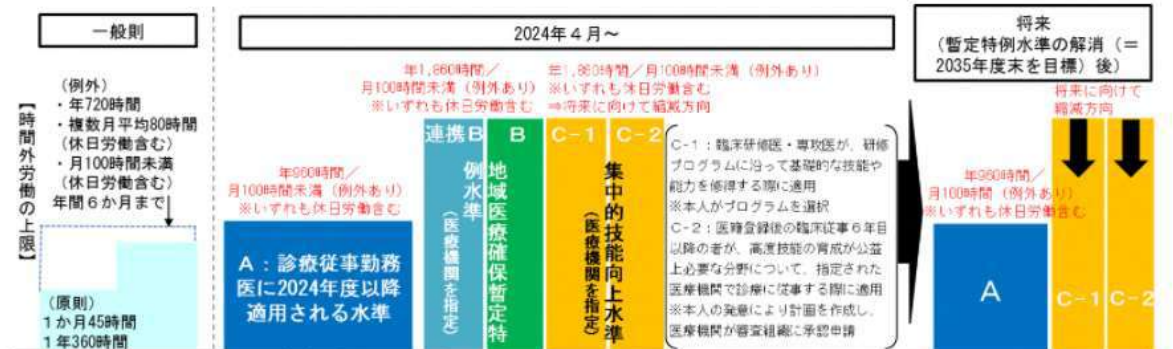 一般則
2024年4月～
将来
（暫定特例水準の解消（＝
2035年度末を目標）後）
【時間外労働の上限】
（例外）
・年720時間
・複数月平均80時間
（休日労働含む）
・月100時間未満
（休日労働含む）
年間6か月まで
（原則）
1か月45時間
1年360時間
年960時間／
月100時間未満（例外あり）
※いずれも休日労働含む
A：診療従事勤務
医に2024年度以降
適用される水準
年1,860時間／
月100時間未満（例外あり）
※いずれも休日労働含む
連携B
B
地域医療確保暫定特
例水準
（医療機関を指定）
年1,860時間／月100時間未満（例外あり）
※いずれも休日労働含む
⇒将来に向けて縮減方向
C-1
C-2
集中的技能向上水準
（医療機関を指定）
C-1：臨床研修医・専攻医が、研修
プログラムに沿って基礎的な技能や
能力を修得する際に適用
※本人がプログラムを選択
C-2：医籍登録後の臨床従事6年目
以降の者が、高度技能の育成が公益
上必要な分野について、指定された
医療機関で診療に従事する際に適用
※本人の発意により計画を作成し、
医療機関が審査組織に承認申請
年960時間／
月100時間（例外あり）
※いずれも休日労働含む
A
将来に向けて
縮減方向
C-1
C-2